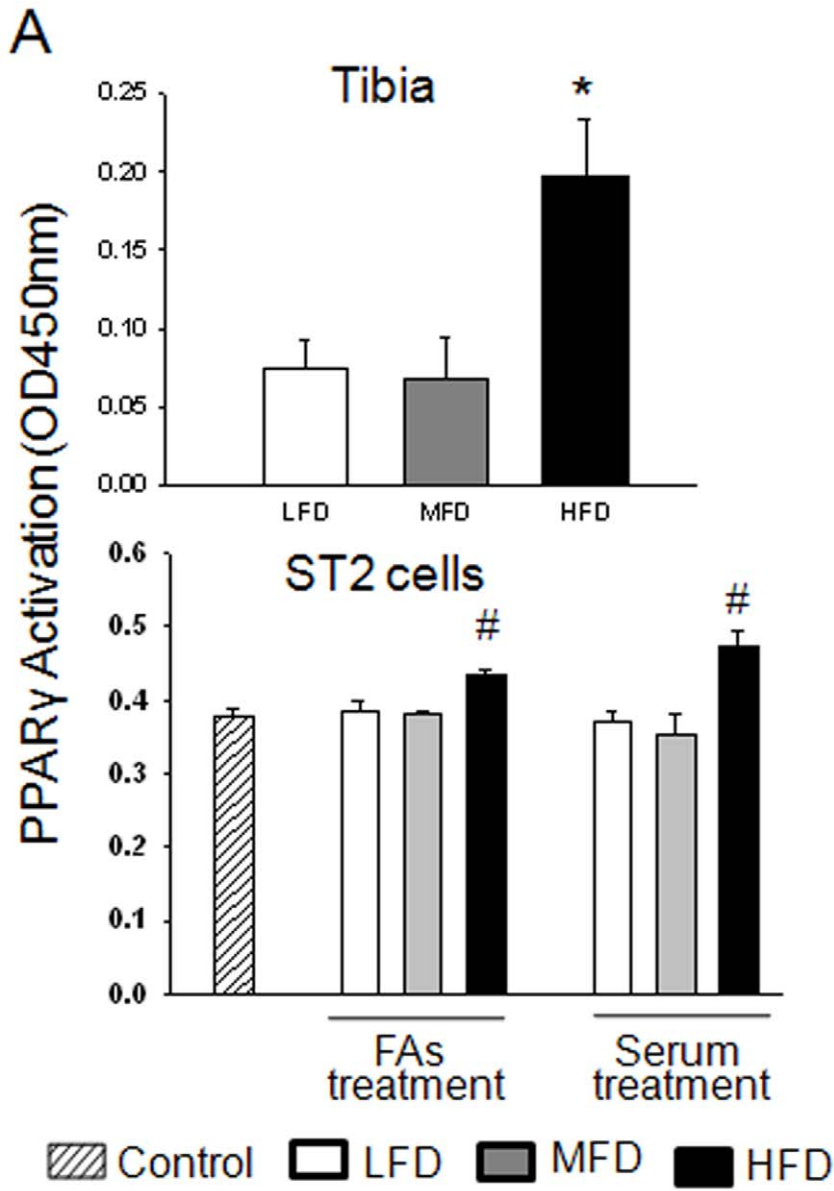 A
Tibia
*
0.25
0.20
0.15
0.10
0.05
0.00
LFD MFD HFD
PPARγ Activation (OD450nm)
ST2 cells
# #
0.6
0.5
0.4
0.3
0.2
0.1
0.0
FAs
treatment
Serum
treatment
Control LFD MFD HFD